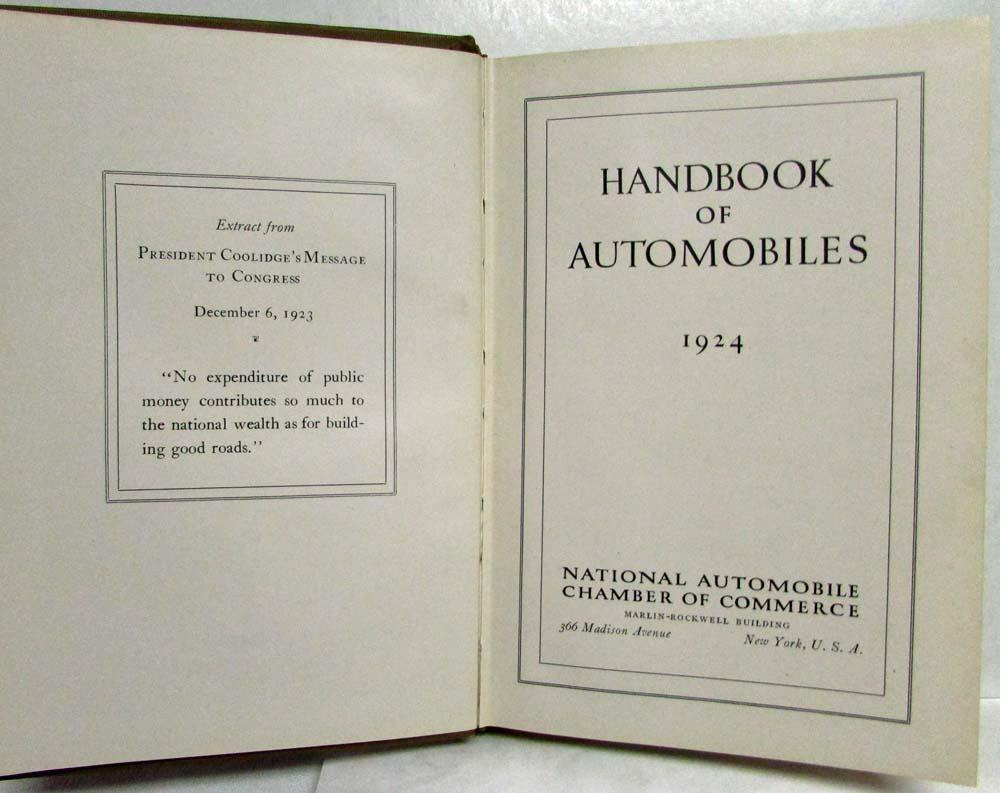 Extract from
President Coolidge's Message
to Congress
December 6, 1923
"No expenditure of public
money contributes so much to
the national wealth as for build-
ing good roads."
HANDBOOK
OF
AUTOMOBILES
1924
NATIONAL AUTOMOBILE
CHAMBER OF COMMERCE
MARLIN-ROCKWELL BUILDING
366 Madison Avenue New York, U. S. A.